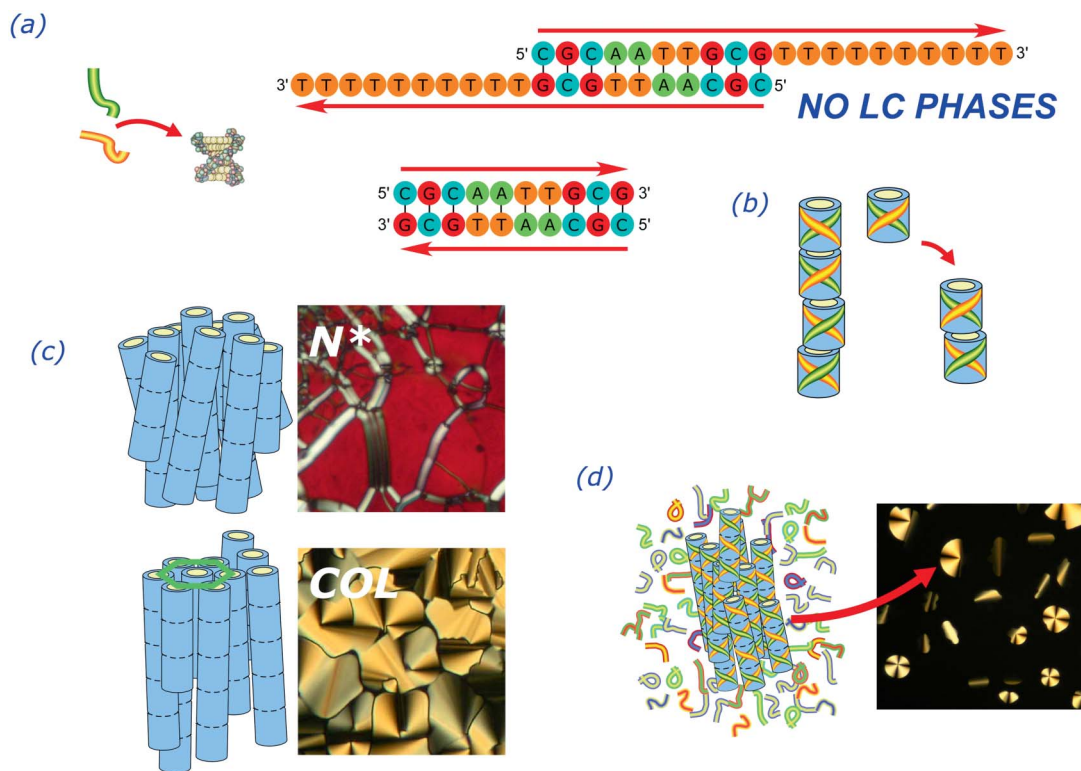 (a)
5' C G C A A T T G C G T T T T T T T T T T 3'
3' T T T T T T T T T T G C G T T A A C G C 5'
NO LC PHASES
5' C G C A A T T G C G 3'
3' G C G T T A A C G C 5'
(b)
(c)
N*
COL
(d)